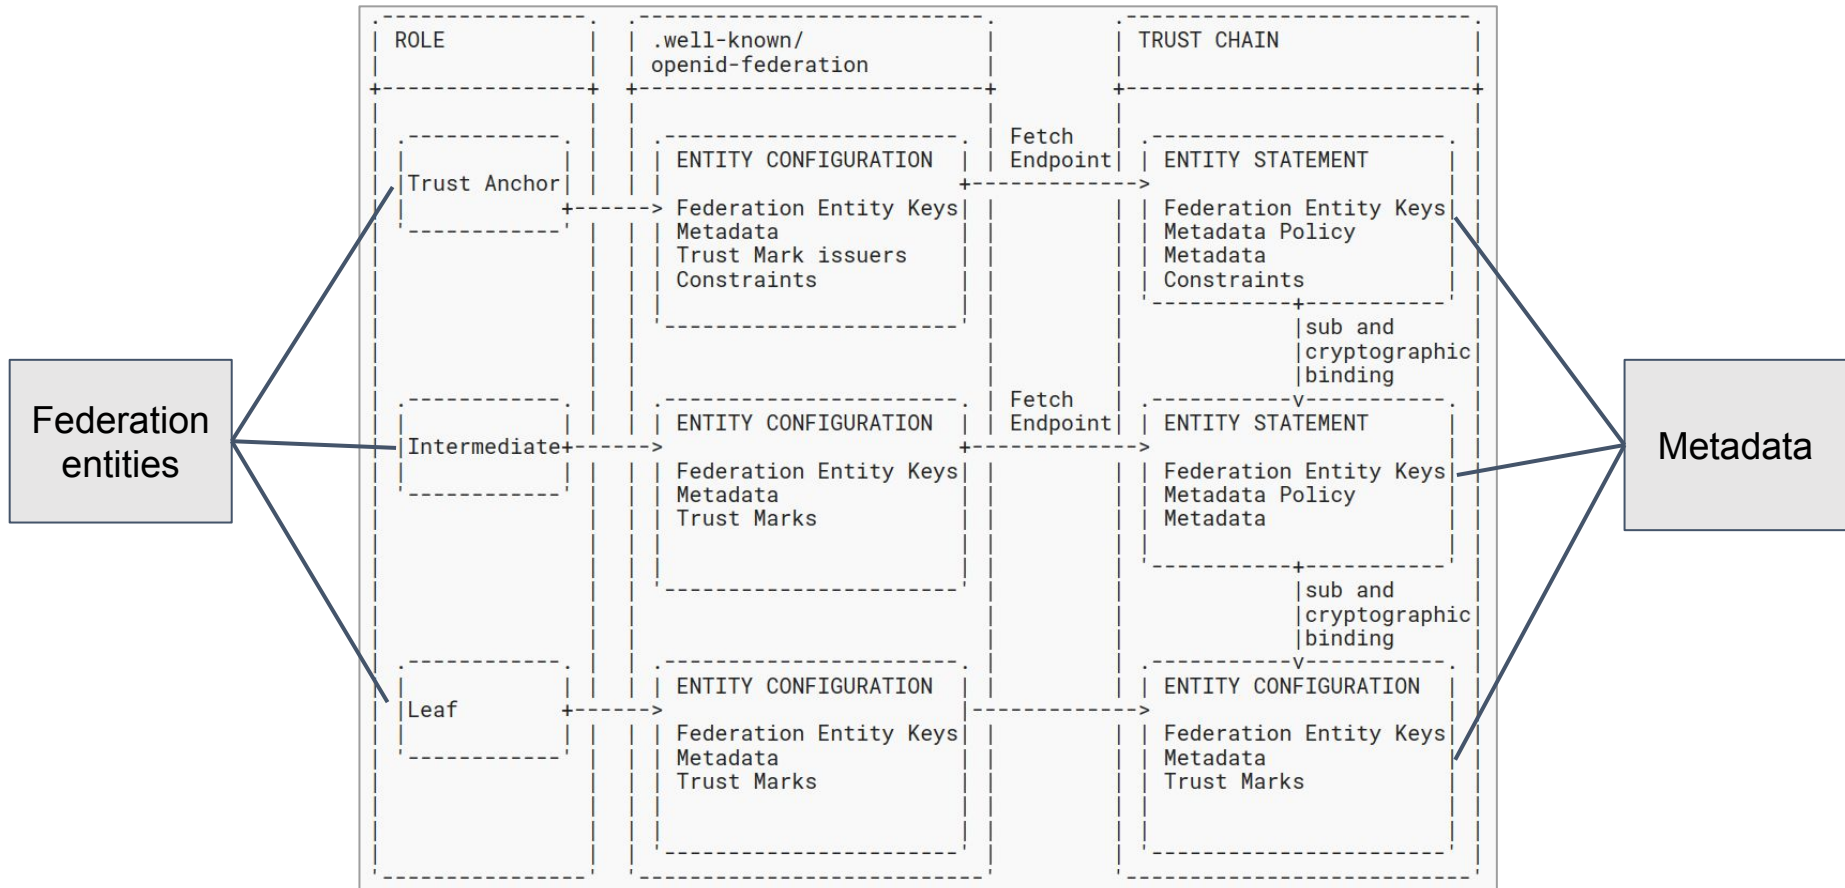 Federation
entities
ROLE
Trust Anchor
Intermediate
Leaf
.well-known/
openid-federation
ENTITY CONFIGURATION
Federation Entity Keys
Metadata
Trust Mark issuers
Constraints
ENTITY CONFIGURATION
Federation Entity Keys
Metadata
Trust Marks
ENTITY CONFIGURATION
Federation Entity Keys
Metadata
Trust Marks
Fetch
Endpoint
Fetch
Endpoint
TRUST CHAIN
ENTITY STATEMENT
Federation Entity Keys
Metadata Policy
Metadata
Constraints
sub and
cryptographic
binding
ENTITY STATEMENT
Federation Entity Keys
Metadata Policy
Metadata
sub and
cryptographic
binding
ENTITY CONFIGURATION
Federation Entity Keys
Metadata
Trust Marks
Metadata